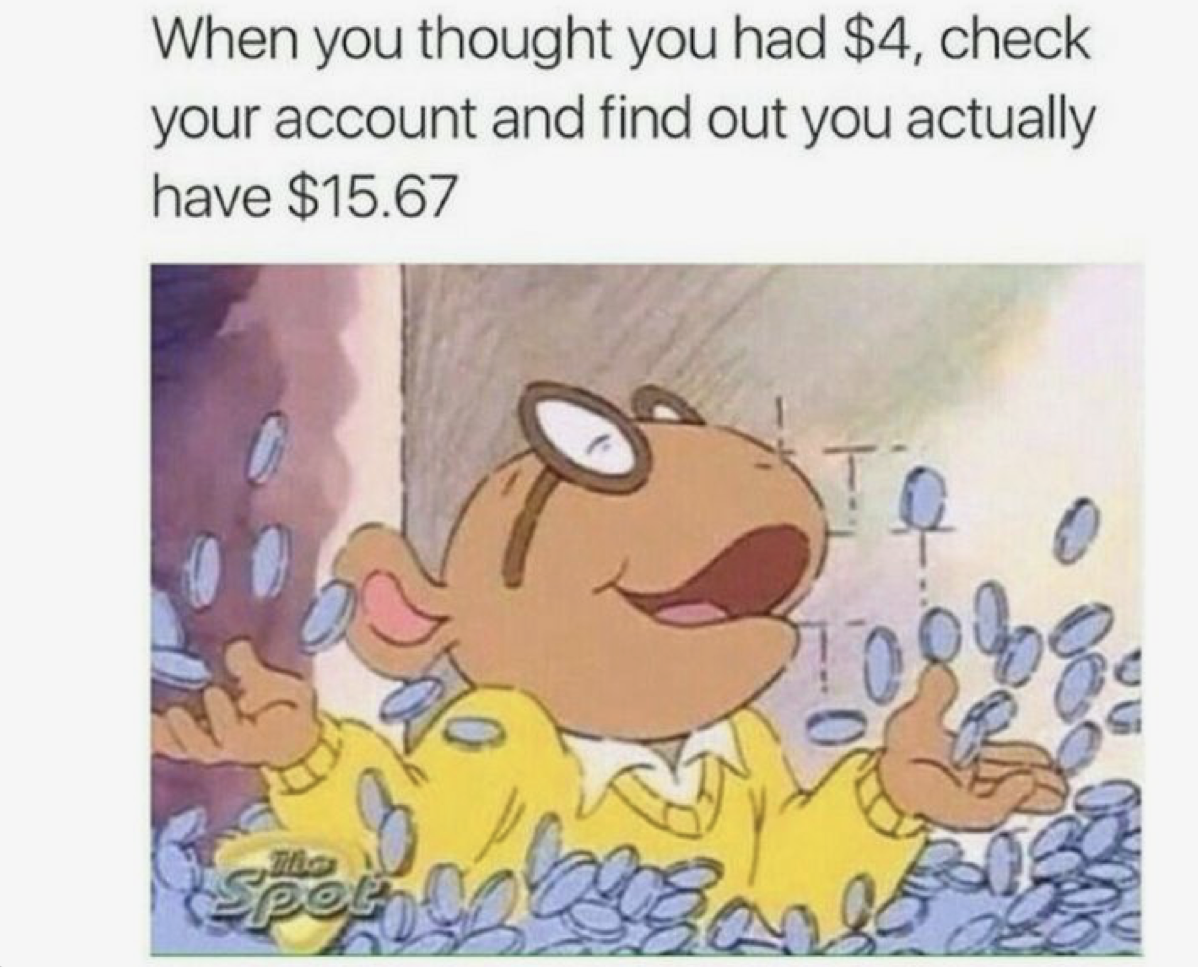 When you thought you had $4, check
your account and find out you actually
have $15.67
The
Spot